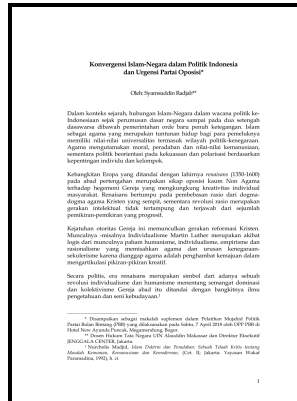 Konvergensi Islam-Negara dalam Politik Indonesia
dan Urgensi Partai Oposisi*
Oleh: Syamsuddin Radjab**
Dalam konteks sejarah, hubungan Islam-Negara dalam wacana politik ke-
Indonesiaan sejak perumusan dasar negara sampai pada dua setengah
dasawarsa dibawah pemerintahan orde baru penuh ketegangan. Islam
sebagai agama yang merupakan tuntunan hidup bagi para pemeluknya
memiliki nilai-nilai universalitas termasuk wilayah politik-kenegaraan.
Agama mengutamakan moral, peradaban dan nilai-nilai kemanusiaan,
sementara politik beorientasi pada kekuasaan dan polarisasi berdasarkan
kepentingan individu dan kelompok.
Kebangkitan Eropa yang ditandai dengan lahirnya renaisans (1350-1600)
pada abad pertengahan merupakan sikap oposisi kaum Non Agama
terhadap hegemoni Gereja yang mengungkung kreativitas individual
masyarakat. Renaisans bertumpu pada pembebasan rasio dari dogma-
dogma agama Kristen yang sempit, sementara revolusi rasio merupakan
gerakan intelektual tidak tertampung dan terjawab dari sejumlah
pemikiran-pemikiran yang progresif.
Kejatuhan otoritas Gereja ini memunculkan gerakan reformasi Kristen.
Munculnya -misalnya Individualisme Martin Luther merupakan akibat
logis dari munculnya paham humanisme, individualisme, empirisme dan
rasionalisme yang memisahkan agama dan urusan kenegaraan-
sekulerisme karena dianggap agama adalah penghambat kemajuan dalam
mengartikulasi pikiran-pikiran kreatif.
Secara politis, era renaisans merupakan simbol dari adanya sebuah
revolusi individualisme dan humanisme menentang semangat dominasi
dan kolektivisme Gereja abad itu ditandai dengan bangkitnya ilmu
pengetahuan dan seni kebudayaan.¹
* Disampaikan sebagai makalah suplemen dalam Pelatihan Mujahid Politik
Partai Bulan Bintang (PBB) yang dilaksanakan pada Sabtu, 7 April 2018 oleh DPP PBB di
Hotel New Ayunda Puncak, Megamendung, Bogor.
** Dosen Hukum Tata Negara UIN Alauddin Makassar dan Direktur Eksekutif
JENGGALA CENTER, Jakarta.
¹ Nurcholis Madjid, Islam Doktrin dan Peradaban: Sebuah Telaah Kritis tentang
Masalah Keimanan, Kemanusiaan dan Kemodernan, (Cet. II; Jakarta: Yayasan Wakaf
Paramadina, 1992), h. ci
1